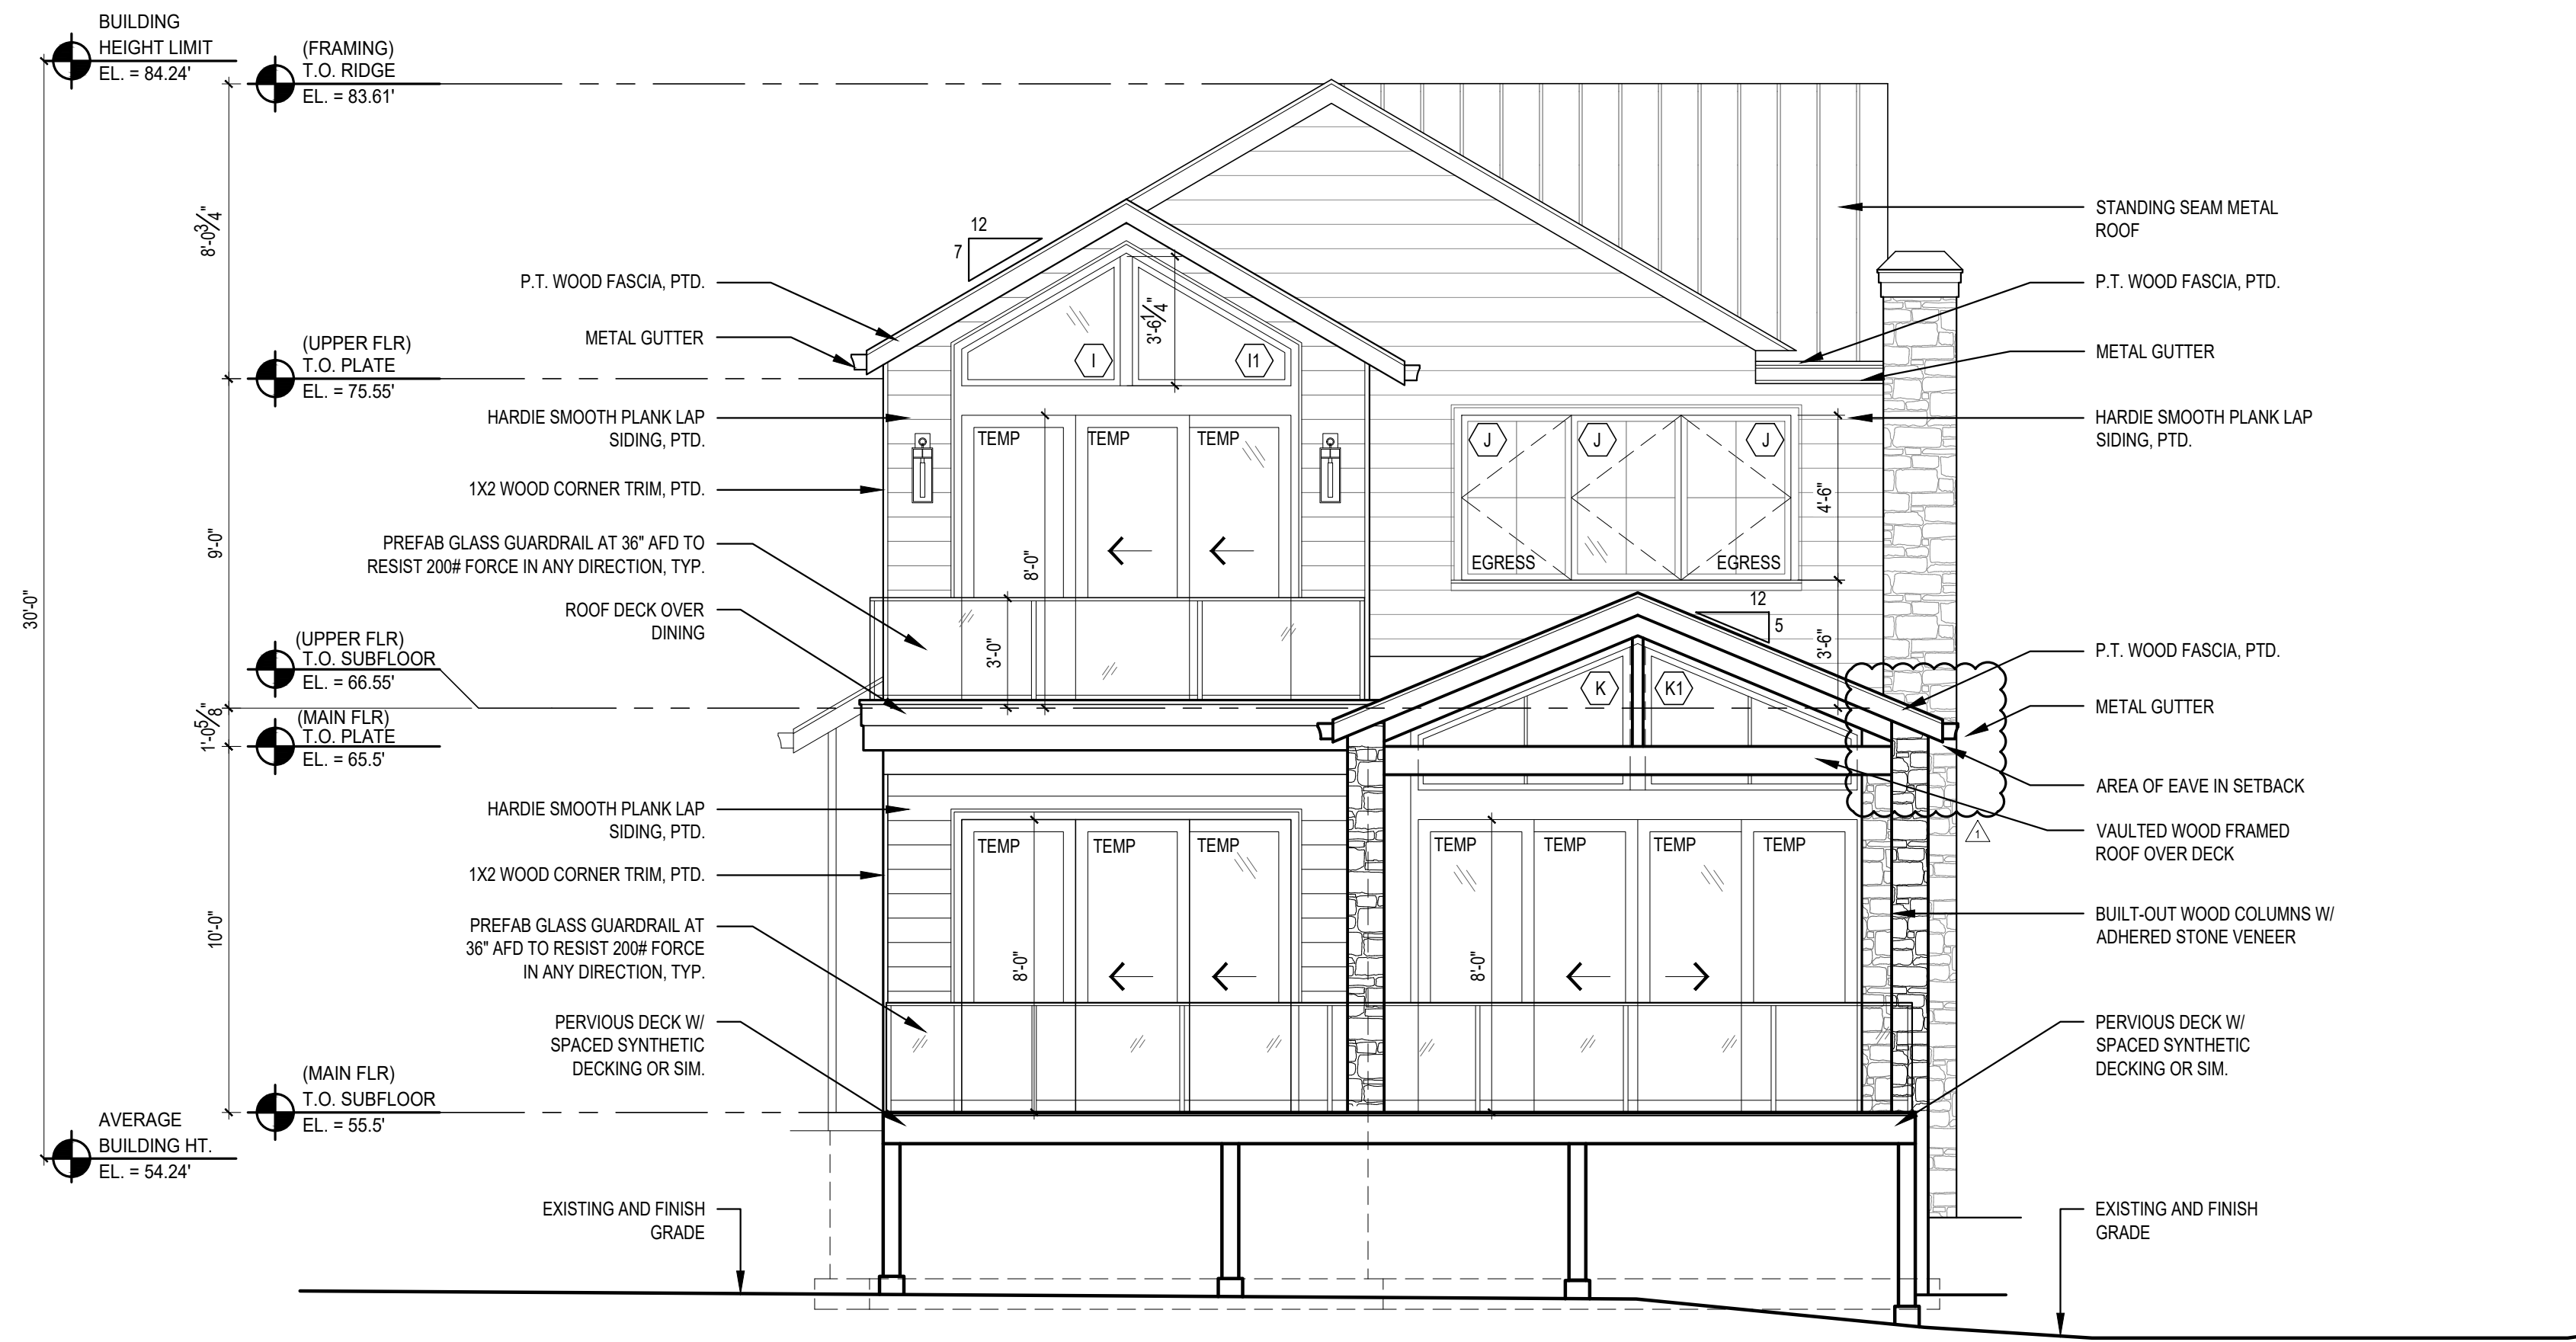 BUILDING
HEIGHT LIMIT
EL. = 84.24'
(FRAMING)
T.O. RIDGE
EL. = 83.61'
8'-0 3/4"
(UPPER FLR)
T.O. PLATE
EL. = 75.55'
9'-0"
30'-0"
(UPPER FLR)
T.O. SUBFLOOR
EL. = 66.55'
1'-0 5/8"
(MAIN FLR)
T.O. PLATE
EL. = 65.5'
10'-0"
(MAIN FLR)
T.O. SUBFLOOR
EL. = 55.5'
AVERAGE
BUILDING HT.
EL. = 54.24'
P.T. WOOD FASCIA, PTD.
METAL GUTTER
HARDIE SMOOTH PLANK LAP
SIDING, PTD.
1X2 WOOD CORNER TRIM, PTD.
PREFAB GLASS GUARDRAIL AT 36" AFD TO
RESIST 200# FORCE IN ANY DIRECTION, TYP.
ROOF DECK OVER
DINING
HARDIE SMOOTH PLANK LAP
SIDING, PTD.
1X2 WOOD CORNER TRIM, PTD.
PREFAB GLASS GUARDRAIL AT
36" AFD TO RESIST 200# FORCE
IN ANY DIRECTION, TYP.
PERVIOUS DECK W/
SPACED SYNTHETIC
DECKING OR SIM.
EXISTING AND FINISH
GRADE
12
7
I
I1
3'-6 1/4"
TEMP
TEMP
TEMP
8'-0"
3'-0"
J
J
J
EGRESS
EGRESS
4'-6"
3'-6"
12
5
K
K1
TEMP
TEMP
TEMP
8'-0"
TEMP
TEMP
TEMP
TEMP
8'-0"
STANDING SEAM METAL
ROOF
P.T. WOOD FASCIA, PTD.
METAL GUTTER
HARDIE SMOOTH PLANK LAP
SIDING, PTD.
P.T. WOOD FASCIA, PTD.
METAL GUTTER
AREA OF EAVE IN SETBACK
1
VAULTED WOOD FRAMED
ROOF OVER DECK
BUILT-OUT WOOD COLUMNS W/
ADHERED STONE VENEER
PERVIOUS DECK W/
SPACED SYNTHETIC
DECKING OR SIM.
EXISTING AND FINISH
GRADE